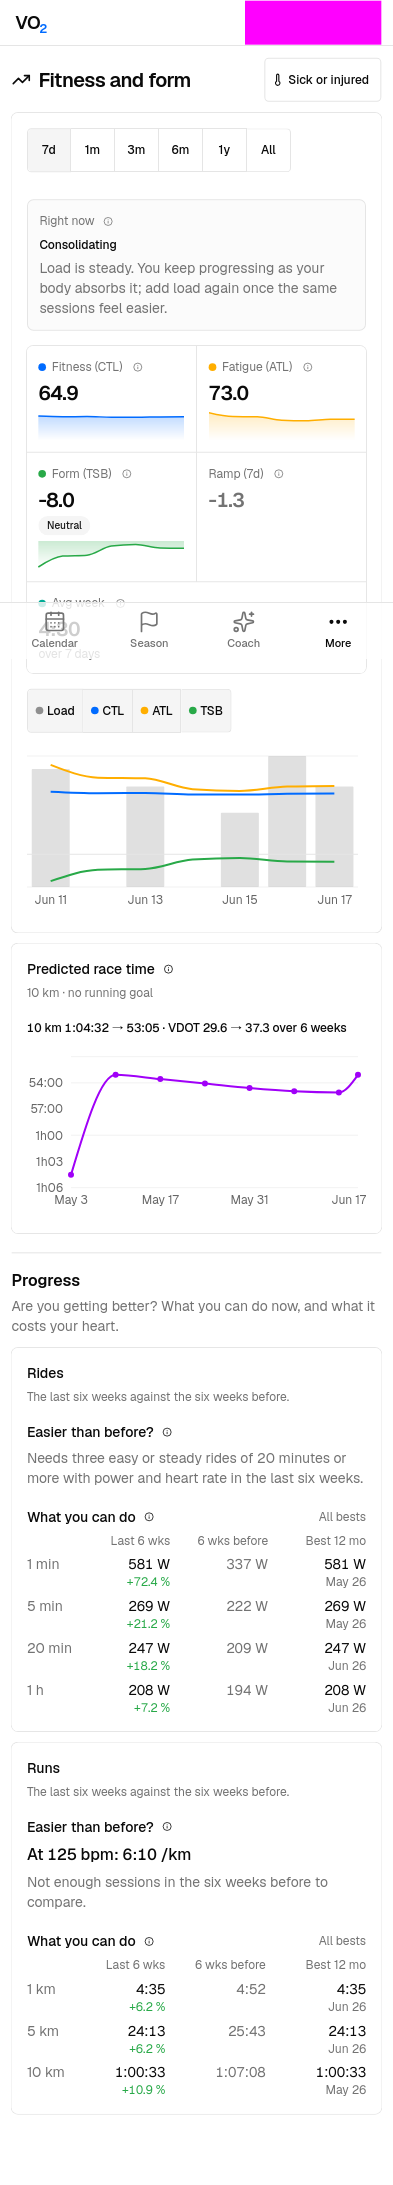 VO2
Fitness and form
Sick or injured
7d 1m 3m 6m 1y All
Right now
Consolidating
Load is steady. You keep progressing as your
body absorbs it; add load again once the same
sessions feel easier.
Fitness (CTL)
64.9
Fatigue (ATL)
73.0
Form (TSB)
-8.0
Neutral
Ramp (7d)
-1.3
Avg week
4:30
over 7 days
Calendar Season Coach More
Load CTL ATL TSB
Jun 11 Jun 13 Jun 15 Jun 17
Predicted race time
10 km · no running goal
10 km 1:04:32 → 53:05 · VDOT 29.6 → 37.3 over 6 weeks
54:00
57:00
1h00
1h03
1h06
May 3 May 17 May 31 Jun 17
Progress
Are you getting better? What you can do now, and what it
costs your heart.
Rides
The last six weeks against the six weeks before.
Easier than before?
Needs three easy or steady rides of 20 minutes or
more with power and heart rate in the last six weeks.
What you can do All bests
Last 6 wks 6 wks before Best 12 mo
1 min 581 W 337 W 581 W
+72.4 % May 26
5 min 269 W 222 W 269 W
+21.2 % May 26
20 min 247 W 209 W 247 W
+18.2 % Jun 26
1 h 208 W 194 W 208 W
+7.2 % Jun 26
Runs
The last six weeks against the six weeks before.
Easier than before?
At 125 bpm: 6:10 /km
Not enough sessions in the six weeks before to
compare.
What you can do All bests
Last 6 wks 6 wks before Best 12 mo
1 km 4:35 4:52 4:35
+6.2 % Jun 26
5 km 24:13 25:43 24:13
+6.2 % Jun 26
10 km 1:00:33 1:07:08 1:00:33
+10.9 % May 26